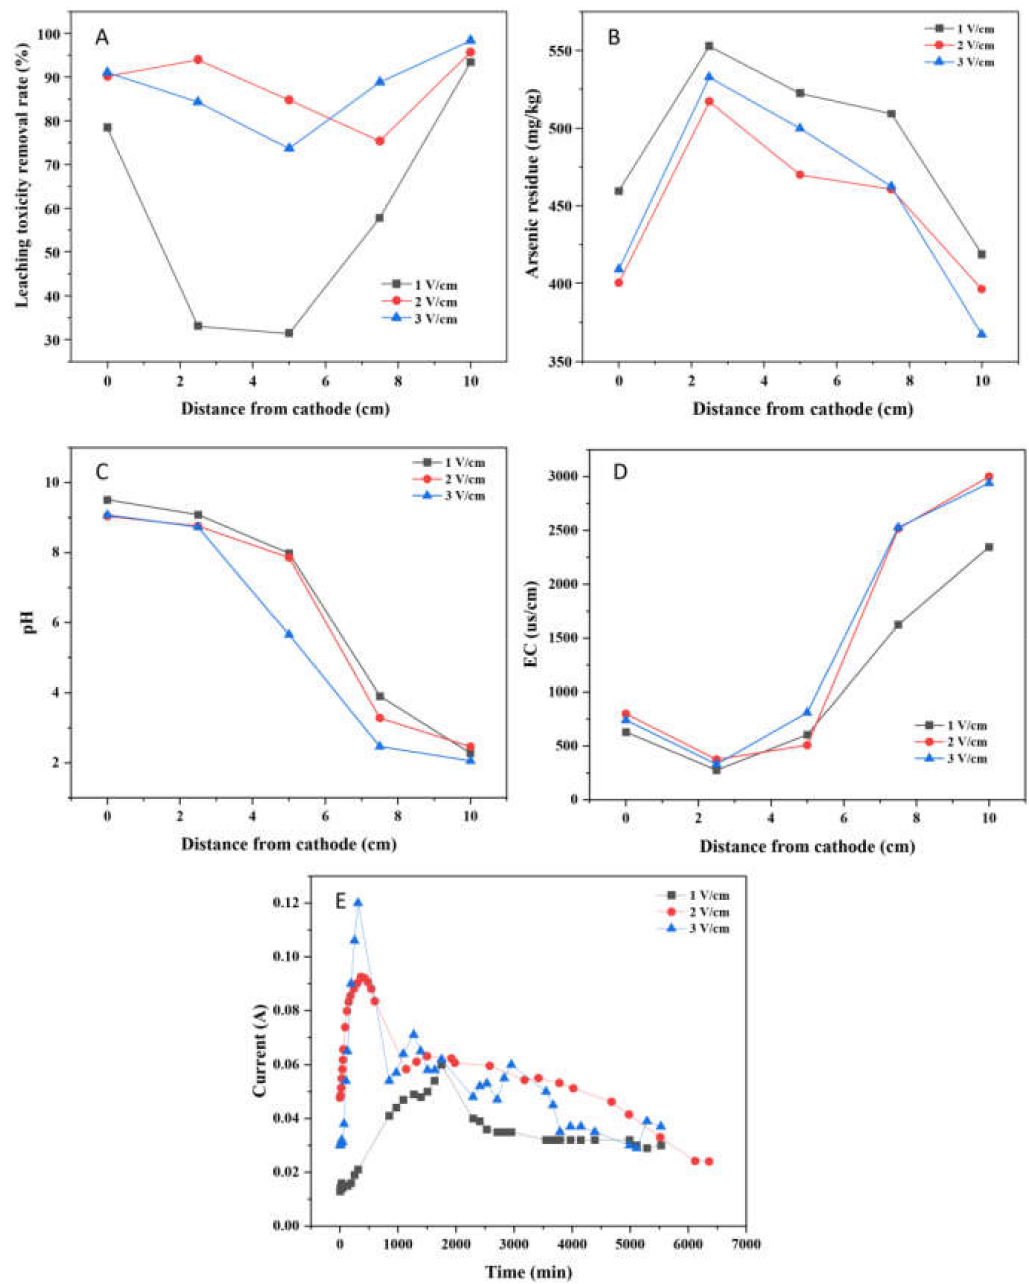 A
Leaching toxicity removal rate (%)
100
90
80
70
60
50
40
30
1 V/cm
2 V/cm
3 V/cm
0 2 4 6 8 10
Distance from cathode (cm)
B
Arsenic residue (mg/kg)
550
500
450
400
350
1 V/cm
2 V/cm
3 V/cm
0 2 4 6 8 10
Distance from cathode (cm)
C
pH
10
8
6
4
2
1 V/cm
2 V/cm
3 V/cm
0 2 4 6 8 10
Distance from cathode (cm)
D
EC (us/cm)
3000
2500
2000
1500
1000
500
0
1 V/cm
2 V/cm
3 V/cm
0 2 4 6 8 10
Distance from cathode (cm)
E
Current (A)
0.12
0.10
0.08
0.06
0.04
0.02
0.00
1 V/cm
2 V/cm
3 V/cm
0 1000 2000 3000 4000 5000 6000 7000
Time (min)